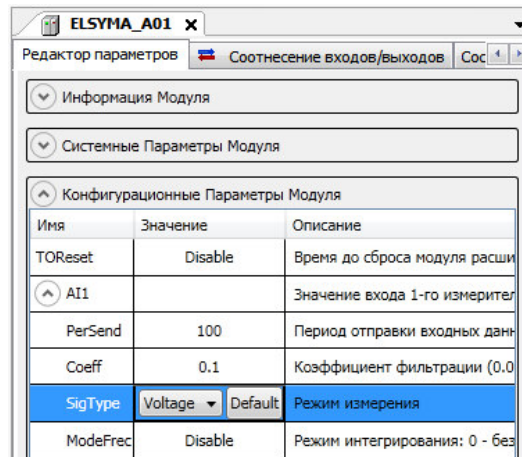 ELSYMA_A01
Редактор параметров Соотнесение входов/выходов Сос
Информация Модуля
Системные Параметры Модуля
Конфигурационные Параметры Модуля
Имя Значение Описание
TOReset Disable Время до сброса модуля расши
AI1 Значение входа 1-го измерител
PerSend 100 Период отправки входных данн
Coeff 0.1 Коэффициент фильтрации (0.0
SigType Voltage Default Режим измерения
ModeFrec Disable Режим интегрирования: 0 - без